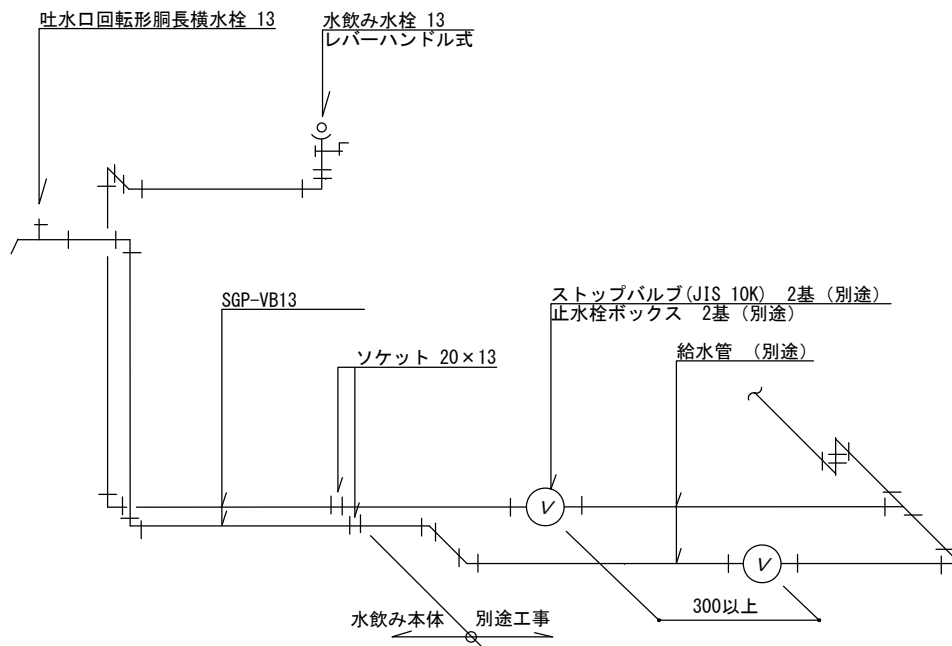 吐水口回転形胴長横水栓 13
水飲み水栓 13
レバーハンドル式
SGP-VB13
ストップバルブ(JIS 10K) 2基 (別途)
止水栓ボックス 2基 (別途)
ソケット 20×13
給水管 (別途)
V
V
300以上
水飲み本体 別途工事